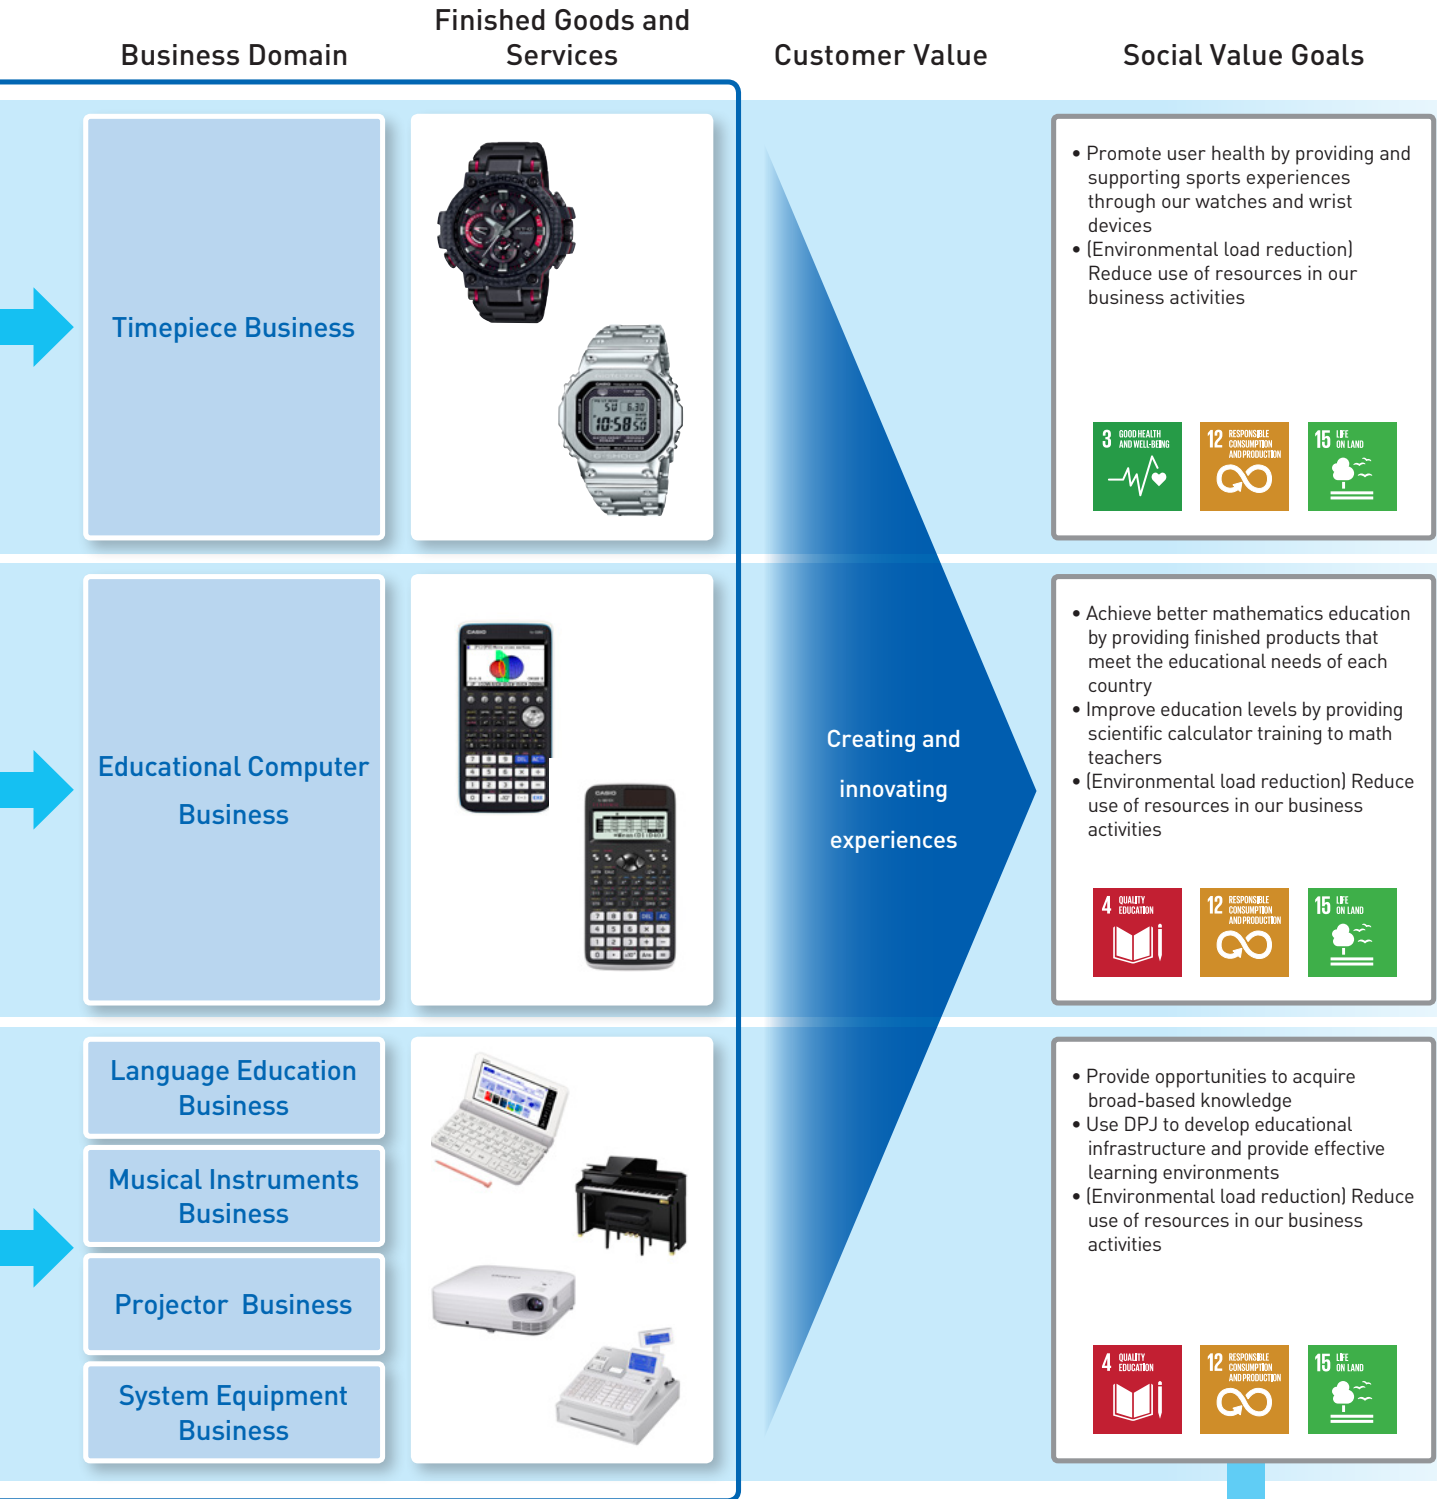 Business Domain
Finished Goods and
Services
Customer Value
Social Value Goals
Timepiece Business
10:58 50
• Promote user health by providing and
supporting sports experiences
through our watches and wrist
devices
• (Environmental load reduction)
Reduce use of resources in our
business activities
3 GOOD HEALTH
AND WELL-BEING
12 RESPONSIBLE
CONSUMPTION
AND PRODUCTION
15 LIFE
ON LAND
Educational Computer
Business
CASIO
CASIO
Creating and
innovating
experiences
• Achieve better mathematics education
by providing finished products that
meet the educational needs of each
country
• Improve education levels by providing
scientific calculator training to math
teachers
• (Environmental load reduction) Reduce
use of resources in our business
activities
4 QUALITY
EDUCATION
12 RESPONSIBLE
CONSUMPTION
AND PRODUCTION
15 LIFE
ON LAND
Language Education
Business
Musical Instruments
Business
Projector Business
System Equipment
Business
• Provide opportunities to acquire
broad-based knowledge
• Use DPJ to develop educational
infrastructure and provide effective
learning environments
• (Environmental load reduction) Reduce
use of resources in our business
activities
4 QUALITY
EDUCATION
12 RESPONSIBLE
CONSUMPTION
AND PRODUCTION
15 LIFE
ON LAND